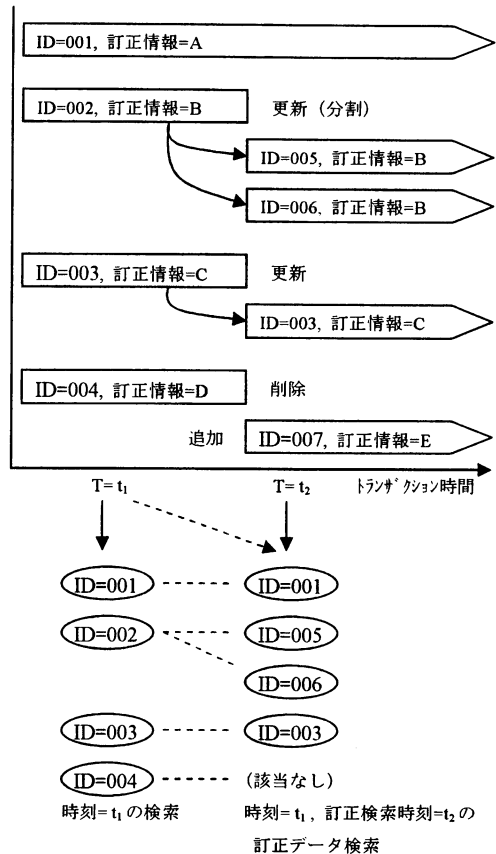 ID=001, 訂正情報=A
ID=002, 訂正情報=B
更新（分割）
ID=005, 訂正情報=B
ID=006, 訂正情報=B
ID=003, 訂正情報=C
更新
ID=003, 訂正情報=C
ID=004, 訂正情報=D
削除
追加
ID=007, 訂正情報=E
T= t₁
T= t₂
ﾄﾗﾝｻﾞｸｼｮﾝ時間
ID=001
ID=001
ID=002
ID=005
ID=006
ID=003
ID=003
ID=004
（該当なし）
時刻= t₁ の検索
時刻= t₁ , 訂正検索時刻=t₂の
訂正データ検索